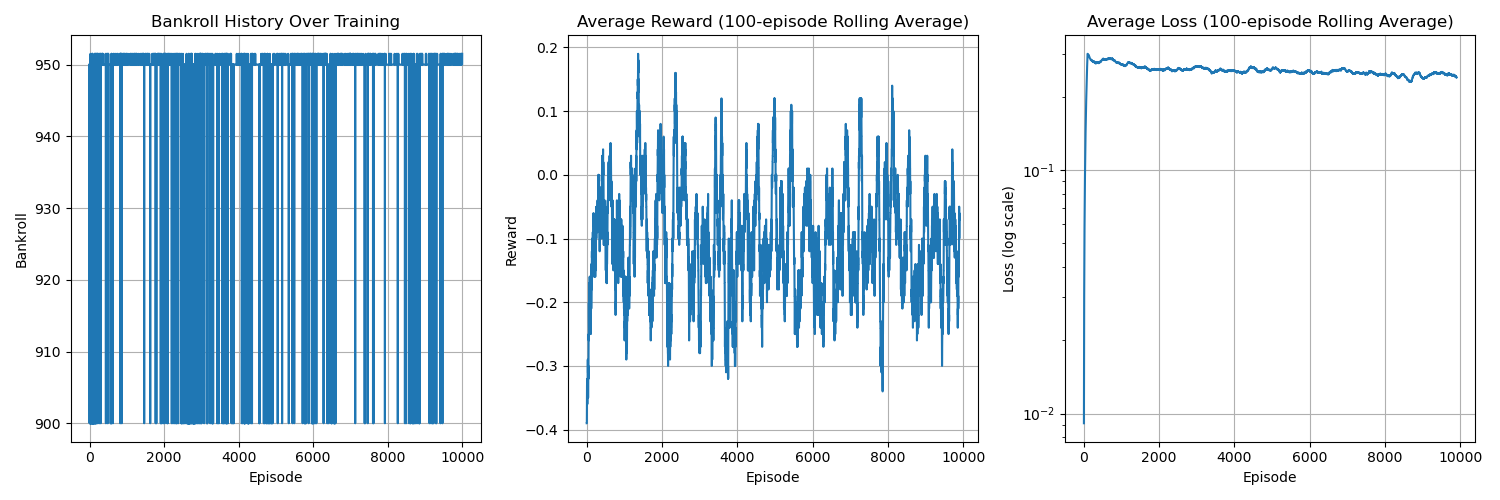 Bankroll History Over Training
Bankroll
950
940
930
920
910
900
0 2000 4000 6000 8000 10000
Episode
Average Reward (100-episode Rolling Average)
Reward
0.2
0.1
0.0
−0.1
−0.2
−0.3
−0.4
0 2000 4000 6000 8000 10000
Episode
Average Loss (100-episode Rolling Average)
Loss (log scale)
10⁻¹
10⁻²
0 2000 4000 6000 8000 10000
Episode